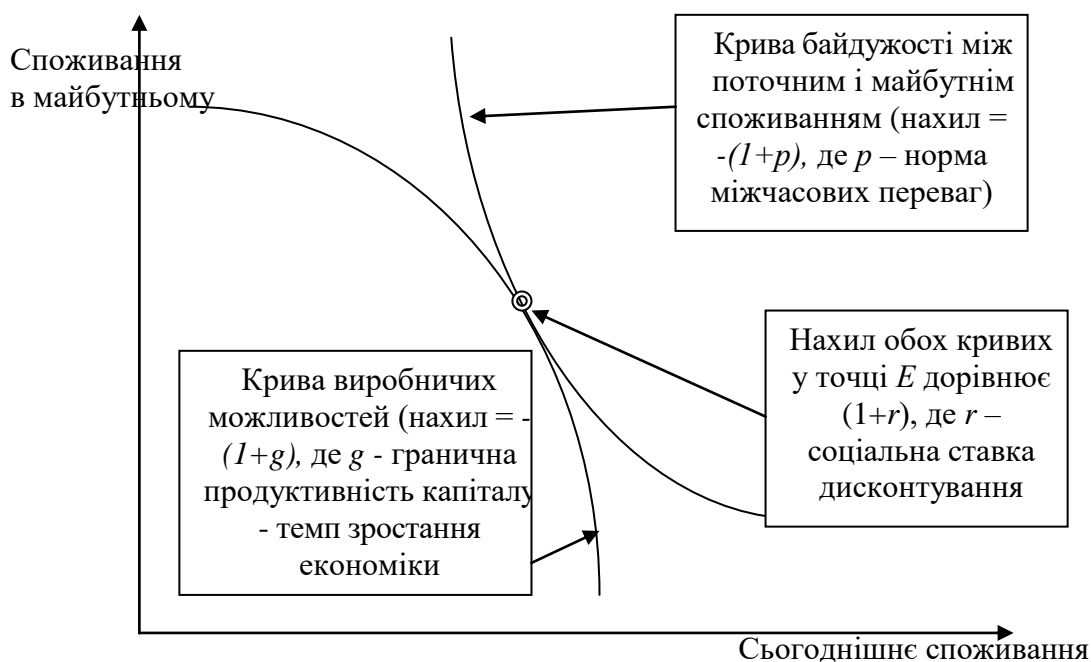 Споживання
в майбутньому
Крива байдужості між
поточним і майбутнім
споживанням (нахил =
-(1+p), де p – норма
міжчасових переваг)
Нахил обох кривих
у точці E дорівнює
(1+r), де r –
соціальна ставка
дисконтування
Крива виробничих
можливостей (нахил = -
(1+g), де g - гранична
продуктивність капіталу
- темп зростання
економіки
Сьогоднішнє споживання